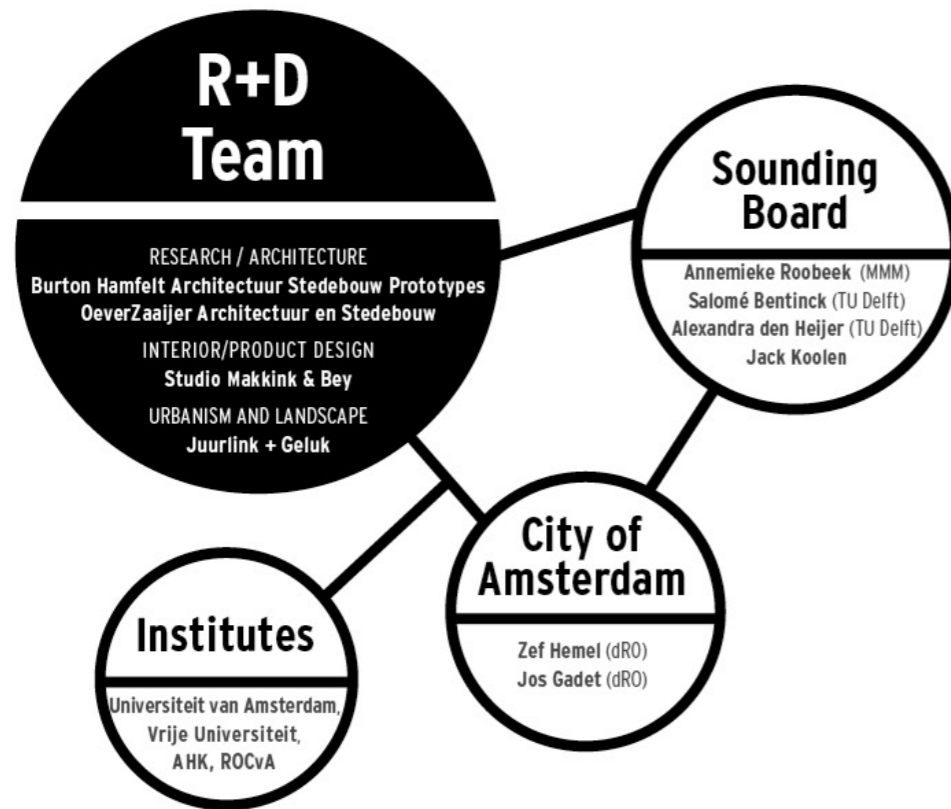 R+D
Team
RESEARCH / ARCHITECTURE
Burton Hamfelt Architectuur Stedebouw Prototypes
OeverZaaijer Architectuur en Stedebouw
INTERIOR/PRODUCT DESIGN
Studio Makkink & Bey
URBANISM AND LANDSCAPE
Juurlink + Geluk
Sounding
Board
Annemieke Roobeek (MMM)
Salomé Bentinck (TU Delft)
Alexandra den Heijer (TU Delft)
Jack Koolen
City of
Amsterdam
Zef Hemel (dRO)
Jos Gadet (dRO)
Institutes
Universiteit van Amsterdam,
Vrije Universiteit,
AHK, ROCvA